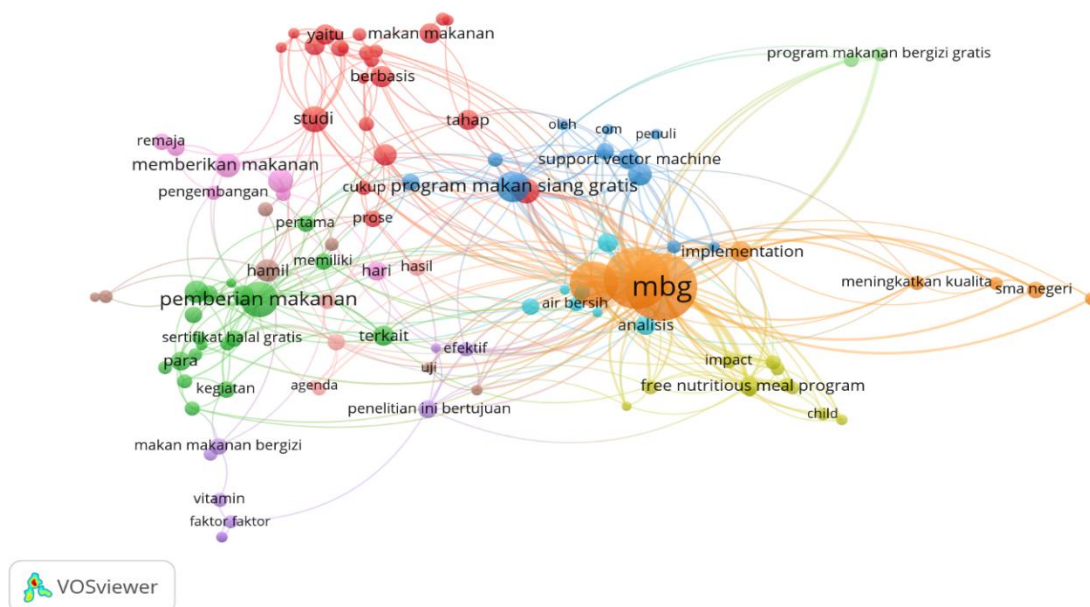 yaitu
makan makanan
program makanan bergizi gratis
berbasis
studi
tahap
oleh
com
penuli
remaja
memberikan makanan
support vector machine
pengembangan
cukup
program makan siang gratis
pertama
prose
memiliki
implementation
hamil
hari
hasil
mbg
meningkatkan kualita
sma negeri
pemberian makanan
air bersih
analisis
sertifikat halal gratis
terkait
efektif
para
uji
impact
kegiatan
agenda
free nutritious meal program
penelitian ini bertujuan
child
makan makanan bergizi
vitamin
faktor faktor
VOSviewer